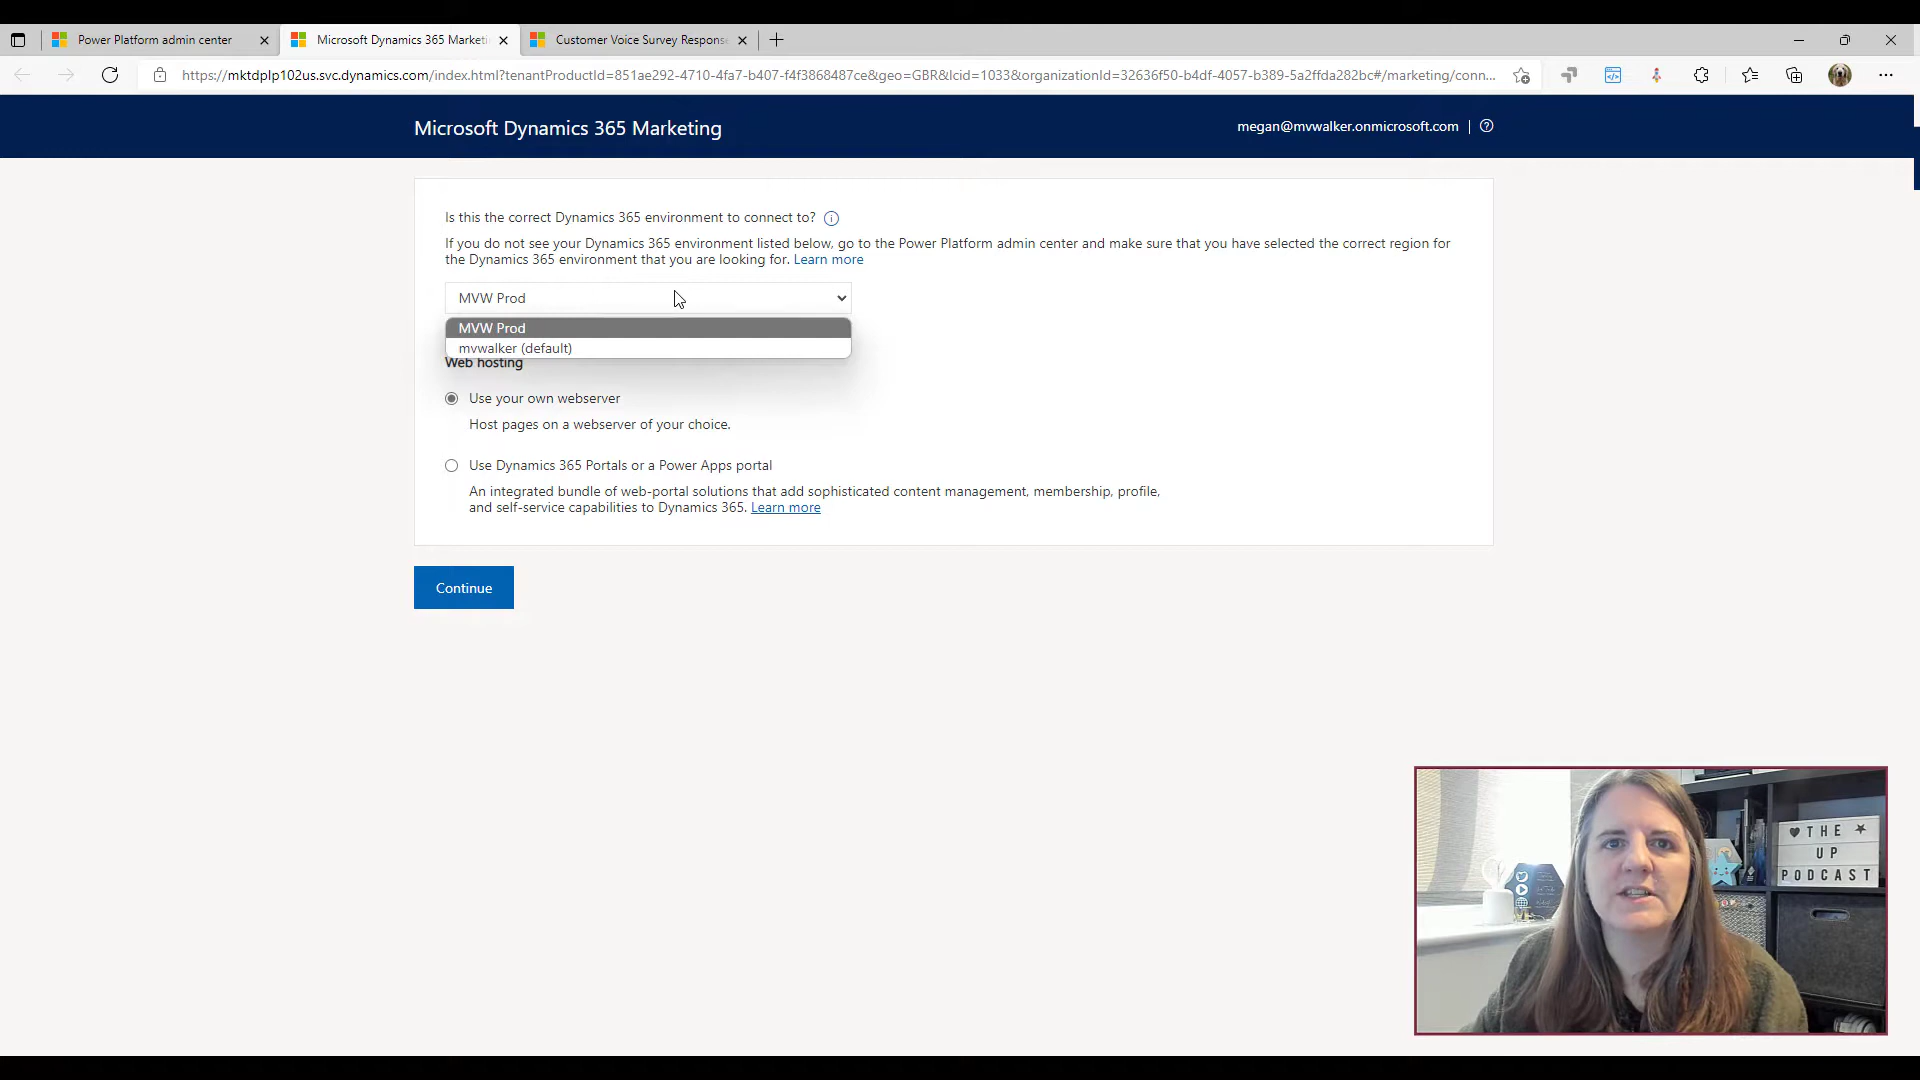 Power Platform admin center
Microsoft Dynamics 365 Marketi
Customer Voice Survey Respons
https://mktdplp102us.svc.dynamics.com/index.html?tenantProductId=851ae292-4710-4fa7-b407-f4f3868487ce&geo=GBR&lcid=1033&organizationId=32636f50-b4df-4057-b389-5a2ffda282bc#/marketing/conn...
Microsoft Dynamics 365 Marketing
megan@mvwalker.onmicrosoft.com
Is this the correct Dynamics 365 environment to connect to?
If you do not see your Dynamics 365 environment listed below, go to the Power Platform admin center and make sure that you have selected the correct region for
the Dynamics 365 environment that you are looking for. Learn more
MVW Prod
MVW Prod
mvwalker (default)
Web hosting
Use your own webserver
Host pages on a webserver of your choice.
Use Dynamics 365 Portals or a Power Apps portal
An integrated bundle of web-portal solutions that add sophisticated content management, membership, profile,
and self-service capabilities to Dynamics 365. Learn more
Continue
THE
UP
PODCAST